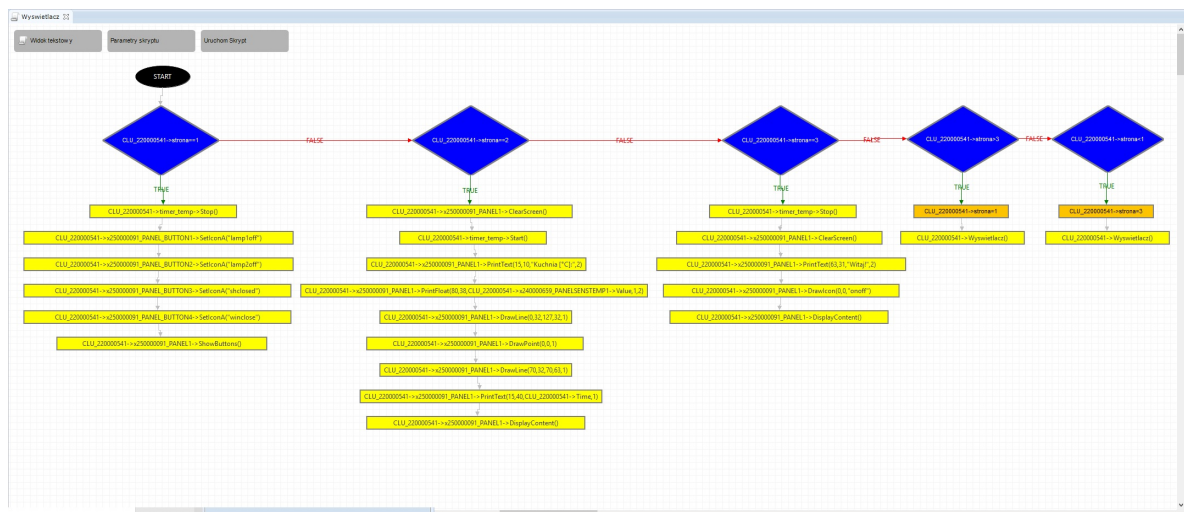 Wyswietlacz
Widok tekstowy
Parametry skryptu
Uruchom Skrypt
START
CLU_220000541->strona==1
FALSE
CLU_220000541->strona==2
FALSE
CLU_220000541->strona==3
FALSE
CLU_220000541->strona>3
FALSE
CLU_220000541->strona<1
TRUE
TRUE
TRUE
TRUE
TRUE
CLU_220000541->timer_temp->Stop()
CLU_220000541->x250000091_PANEL_BUTTON1->SetIconA("lamp1off")
CLU_220000541->x250000091_PANEL_BUTTON2->SetIconA("lamp2off")
CLU_220000541->x250000091_PANEL_BUTTON3->SetIconA("shclosed")
CLU_220000541->x250000091_PANEL_BUTTON4->SetIconA("winclose")
CLU_220000541->x250000091_PANEL1->ShowButtons()
CLU_220000541->x250000091_PANEL1->ClearScreen()
CLU_220000541->timer_temp->Start()
CLU_220000541->x250000091_PANEL1->PrintText(15,10,"Kuchnia [°C]:",2)
CLU_220000541->x250000091_PANEL1->PrintFloat(80,38,CLU_220000541->x240000659_PANELSENSTEMP1->Value,1,2)
CLU_220000541->x250000091_PANEL1->DrawLine(0,32,127,32,1)
CLU_220000541->x250000091_PANEL1->DrawPoint(0,0,1)
CLU_220000541->x250000091_PANEL1->DrawLine(70,32,70,63,1)
CLU_220000541->x250000091_PANEL1->PrintText(15,40,CLU_220000541->Time,1)
CLU_220000541->x250000091_PANEL1->DisplayContent()
CLU_220000541->timer_temp->Stop()
CLU_220000541->x250000091_PANEL1->ClearScreen()
CLU_220000541->x250000091_PANEL1->PrintText(63,31,"Witaj!",2)
CLU_220000541->x250000091_PANEL1->DrawIcon(0,0,"onoff")
CLU_220000541->x250000091_PANEL1->DisplayContent()
CLU_220000541->strona=1
CLU_220000541->Wyswietlacz()
CLU_220000541->strona=3
CLU_220000541->Wyswietlacz()